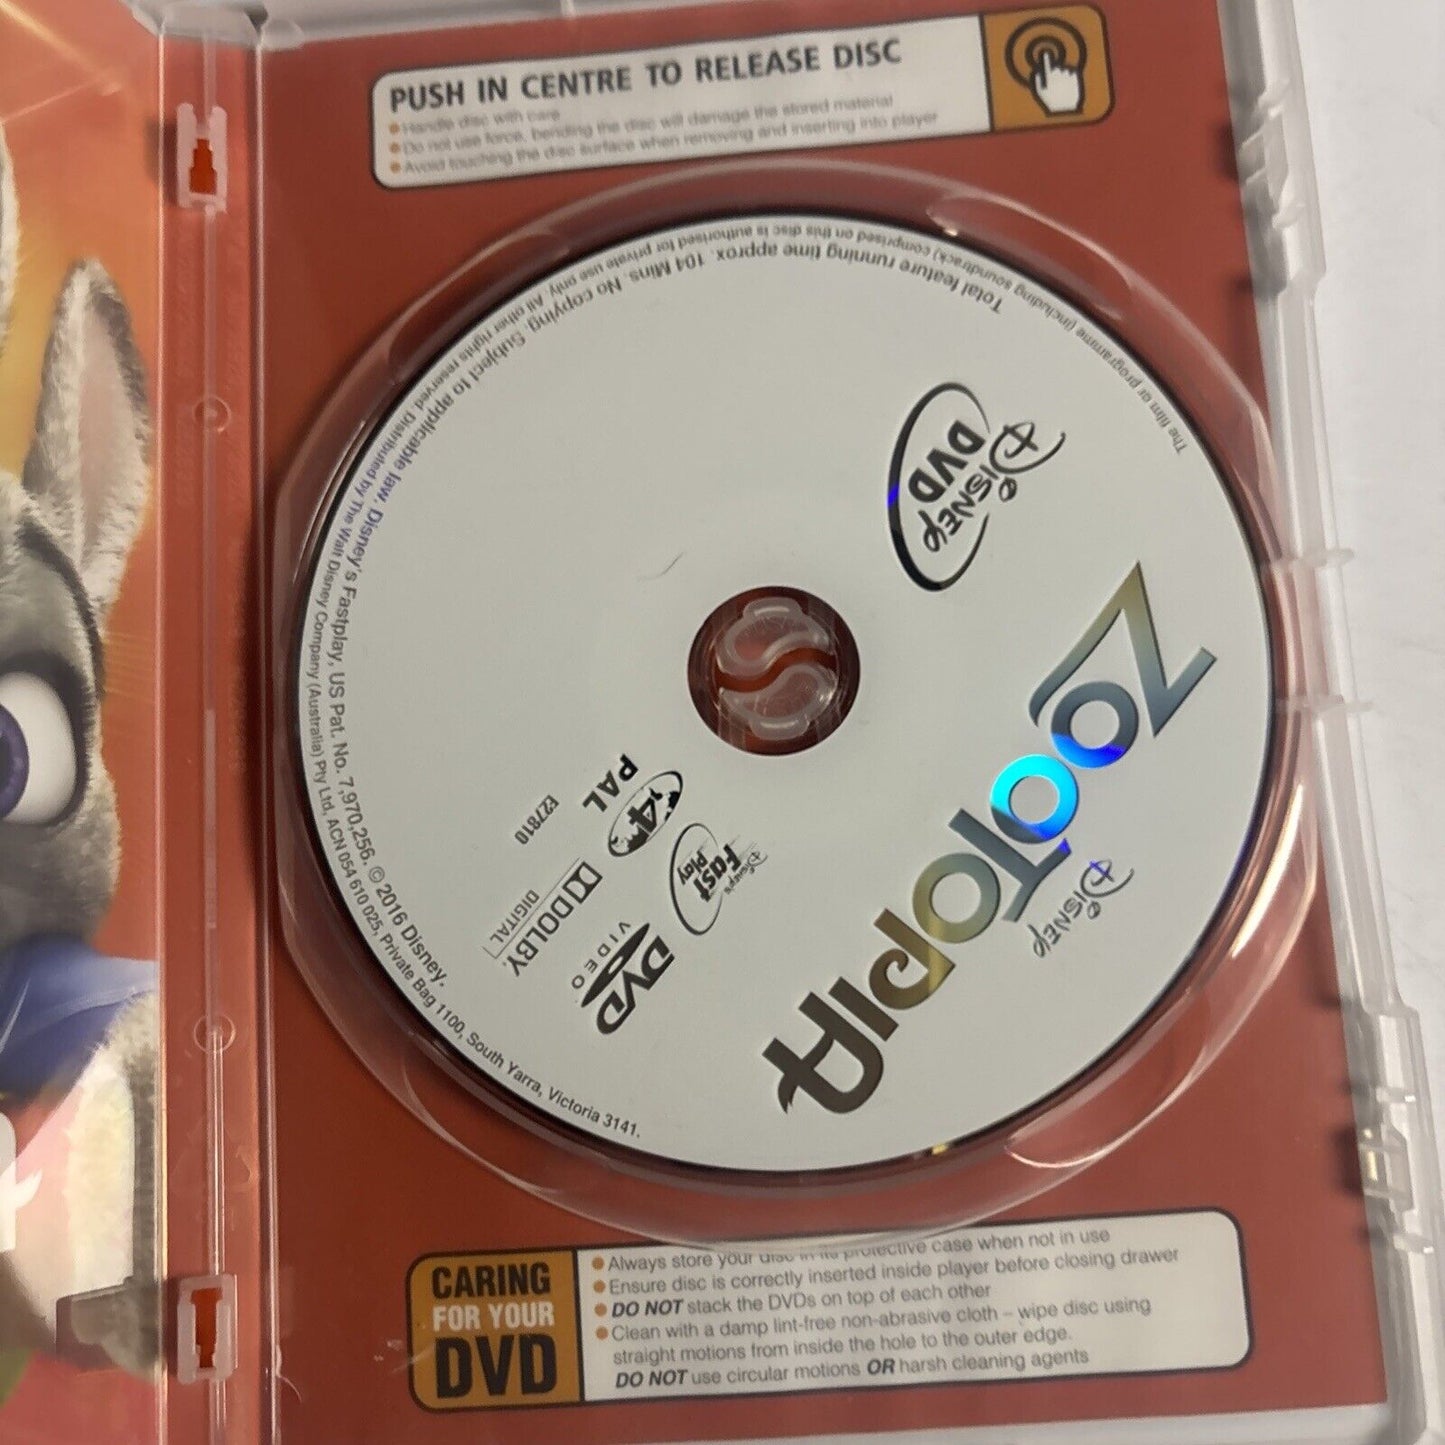 PUSH IN CENTRE TO RELEASE DISC
Handle disc with care
Do not use force, bending the disc will damage the stored material
Avoid touching the disc surface when removing and inserting into player
The film or programme (including soundtrack) comprised on this disc is authorised for private use only. All other rights reserved. Distributed by The Walt Disney Company (Australia) Pty Ltd, ACN 054 610 025, Private Bag 1100, South Yarra, Victoria 3141.
Total feature running time approx. 104 Mins. No copying. Subject to applicable law. Disney's Fastplay, US Pat. No. 7,970,256. © 2016 Disney.
Disney
DVD
Disney
ZOOTOPIA
PAL
4
E27810
Disney's
Fast
Play
DOLBY
DIGITAL
DVD
VIDEO
CARING
FOR YOUR
DVD
Always store your disc in its protective case when not in use
Ensure disc is correctly inserted inside player before closing drawer
DO NOT stack the DVDs on top of each other
Clean with a damp lint-free non-abrasive cloth – wipe disc using
straight motions from inside the hole to the outer edge.
DO NOT use circular motions OR harsh cleaning agents